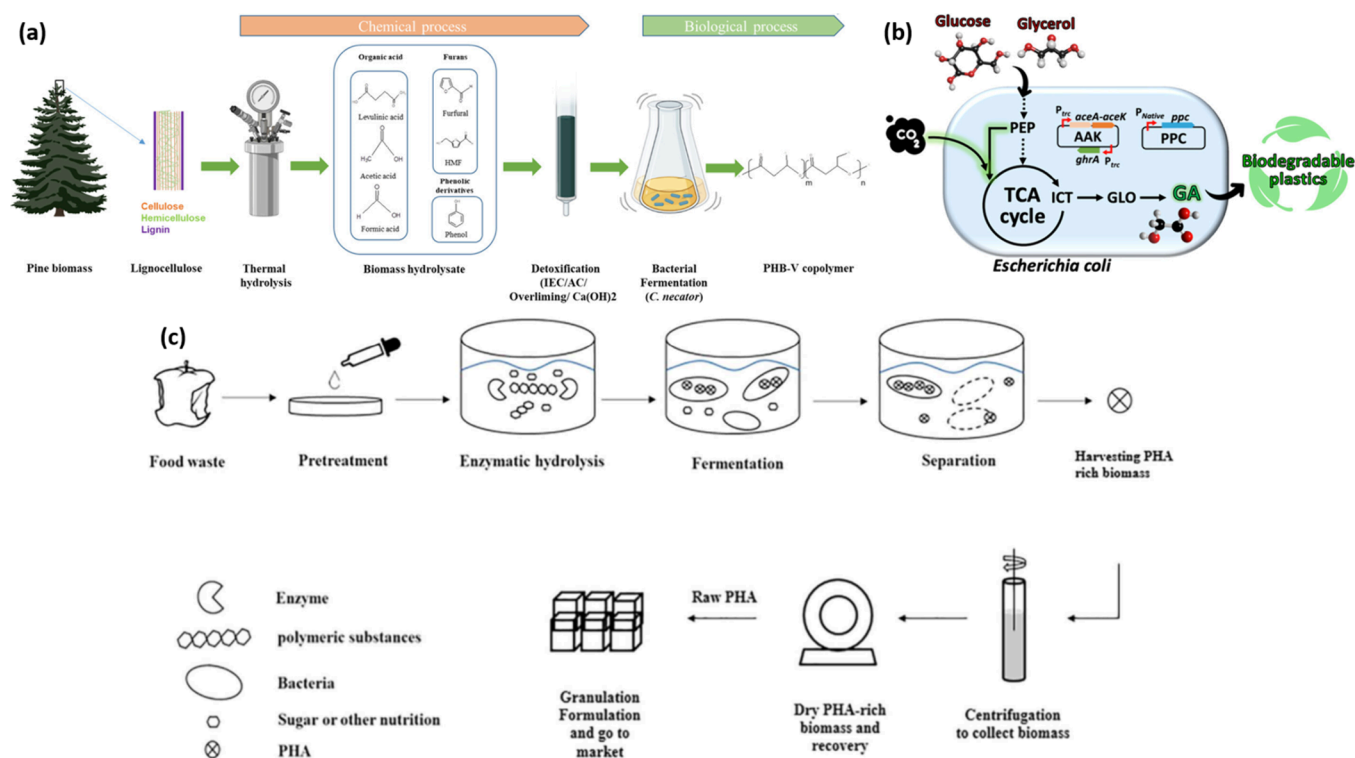 (a)
Chemical process
Biological process
Organic acid
Furans
Levulinic acid
Furfural
H₃C
OH
Acetic acid
HMF
Phenolic
derivatives
H
OH
Formic acid
Phenol
m
n
Cellulose
Hemicellulose
Lignin
Pine biomass
Lignocellulose
Thermal
hydrolysis
Biomass hydrolysate
Detoxification
(IEC/AC/
Overliming/ Ca(OH)2
Bacterial
Fermentation
(C. necator)
PHB-V copolymer
(b)
Glucose
Glycerol
CO2
PEP
Ptrc aceA-aceK
AAK
ghrA Ptrc
PNative ppc
PPC
TCA
cycle
ICT
GLO
GA
Biodegradable
plastics
Escherichia coli
(c)
Food waste
Pretreatment
Enzymatic hydrolysis
Fermentation
Separation
Harvesting PHA
rich biomass
Enzyme
polymeric substances
Bacteria
Sugar or other nutrition
PHA
Raw PHA
Granulation
Formulation
and go to
market
Dry PHA-rich
biomass and
recovery
Centrifugation
to collect biomass